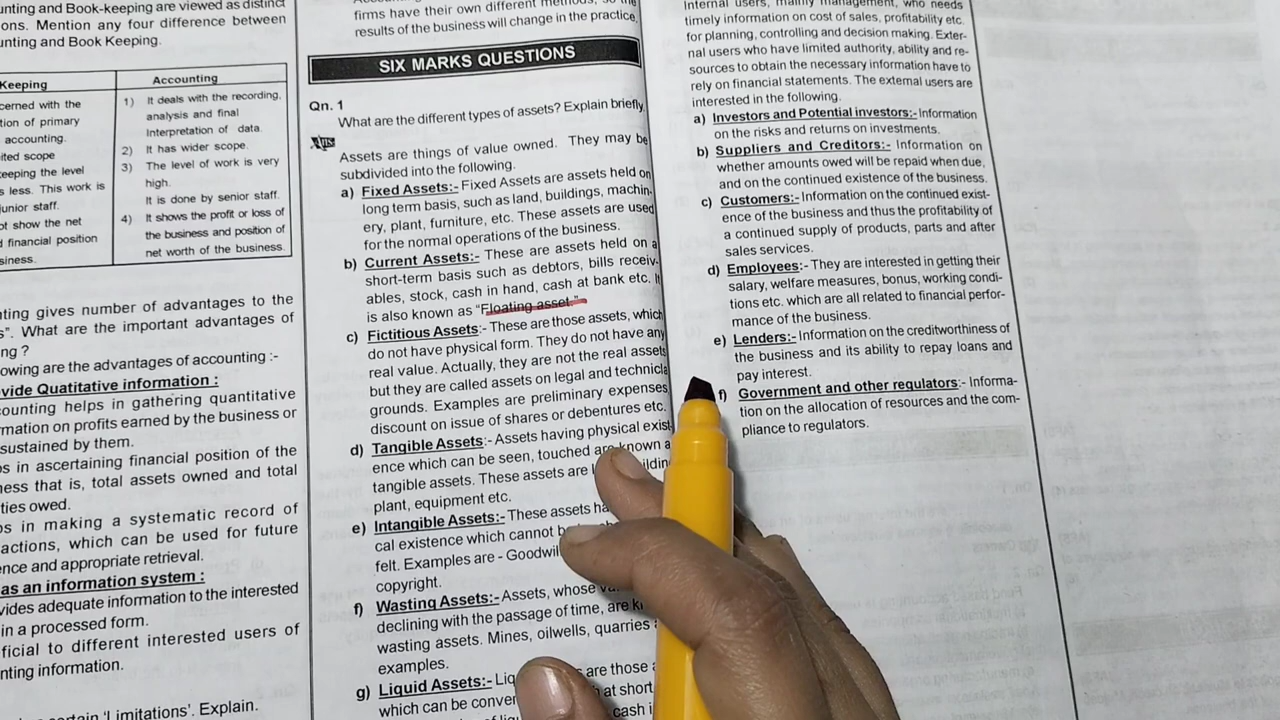 unting and Book-keeping are viewed as distinct
ons. Mention any four difference between
unting and Book Keeping.
Keeping
cerned with the
tion of primary
accounting.
ited scope
eeping the level
s less. This work is
junior staff.
ot show the net
d financial position
siness.
Accounting
1) It deals with the recording,
analysis and final
Interpretation of data.
2) It has wider scope.
3) The level of work is very
high.
It is done by senior staff.
4) It shows the profit or loss of
the business and position of
net worth of the business.
nting gives number of advantages to the
s". What are the important advantages of
ng ?
owing are the advantages of accounting :-
vide Quatitative information :
counting helps in gathering quantitative
rmation on profits earned by the business or
sustained by them.
ps in ascertaining financial position of the
ness that is, total assets owned and total
ties owed.
ps in making a systematic record of
actions, which can be used for future
ence and appropriate retrieval.
as an information system :
vides adequate information to the interested
in a processed form.
ficial to different interested users of
nting information.
certain 'Limitations'. Explain.
firms have their own different methods, so the
results of the business will change in the practice.
SIX MARKS QUESTIONS
Qn. 1
What are the different types of assets? Explain briefly.
Ans:
Assets are things of value owned. They may be
subdivided into the following.
a) Fixed Assets:- Fixed Assets are assets held on
long term basis, such as land, buildings, machin-
ery, plant, furniture, etc. These assets are used
for the normal operations of the business.
b) Current Assets:- These are assets held on a
short-term basis such as debtors, bills receiv-
ables, stock, cash in hand, cash at bank etc. It
is also known as "Floating asset."
c) Fictitious Assets:- These are those assets, which
do not have physical form. They do not have any
real value. Actually, they are not the real assets
but they are called assets on legal and technica
grounds. Examples are preliminary expenses,
discount on issue of shares or debentures etc.
d) Tangible Assets:- Assets having physical exist-
ence which can be seen, touched are known a
tangible assets. These assets are ildin
plant, equipment etc.
e) Intangible Assets:- These assets ha
cal existence which cannot b
felt. Examples are - Goodwil
copyright.
f) Wasting Assets:- Assets, whose v
declining with the passage of time, are k
wasting assets. Mines, oilwells, quarries
examples.
g) Liquid Assets:- Liq s are those a
which can be conver at short
cash i
Internal users, mainly management, who needs
timely information on cost of sales, profitability etc.
for planning, controlling and decision making. Exter-
nal users who have limited authority, ability and re-
sources to obtain the necessary information have to
rely on financial statements. The external users are
interested in the following.
a) Investors and Potential investors:- Information
on the risks and returns on investments.
b) Suppliers and Creditors:- Information on
whether amounts owed will be repaid when due,
and on the continued existence of the business.
c) Customers:- Information on the continued exist-
ence of the business and thus the profitability of
a continued supply of products, parts and after
sales services.
d) Employees:- They are interested in getting their
salary, welfare measures, bonus, working condi-
tions etc. which are all related to financial perfor-
mance of the business.
e) Lenders:- Information on the creditworthiness of
the business and its ability to repay loans and
pay interest.
f) Government and other regulators:- Informa-
tion on the allocation of resources and the com-
pliance to regulators.